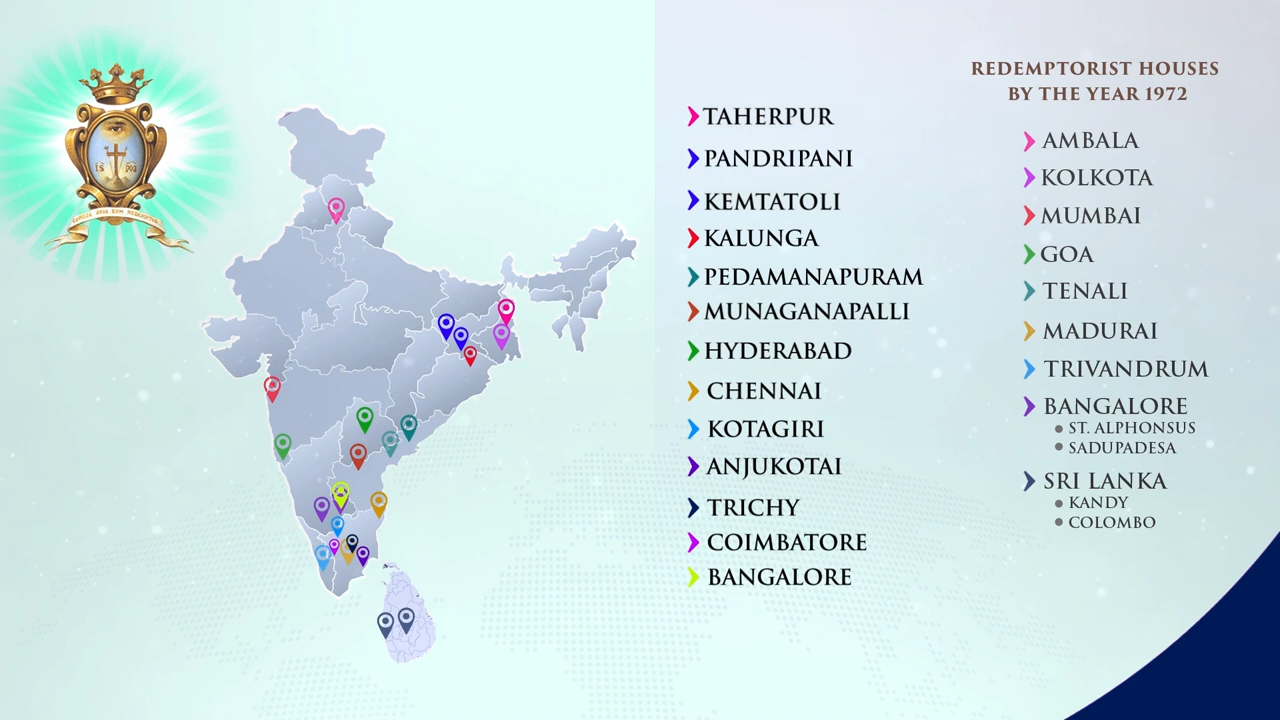 TAHERPUR
PANDRIPANI
KEMTATOLI
KALUNGA
PEDAMANAPURAM
MUNAGANAPALLI
HYDERABAD
CHENNAI
KOTAGIRI
ANJUKOTAI
TRICHY
COIMBATORE
BANGALORE
REDEMPTORIST HOUSES
BY THE YEAR 1972
AMBALA
KOLKOTA
MUMBAI
GOA
TENALI
MADURAI
TRIVANDRUM
BANGALORE
ST. ALPHONSUS
SADUPADESA
SRI LANKA
KANDY
COLOMBO